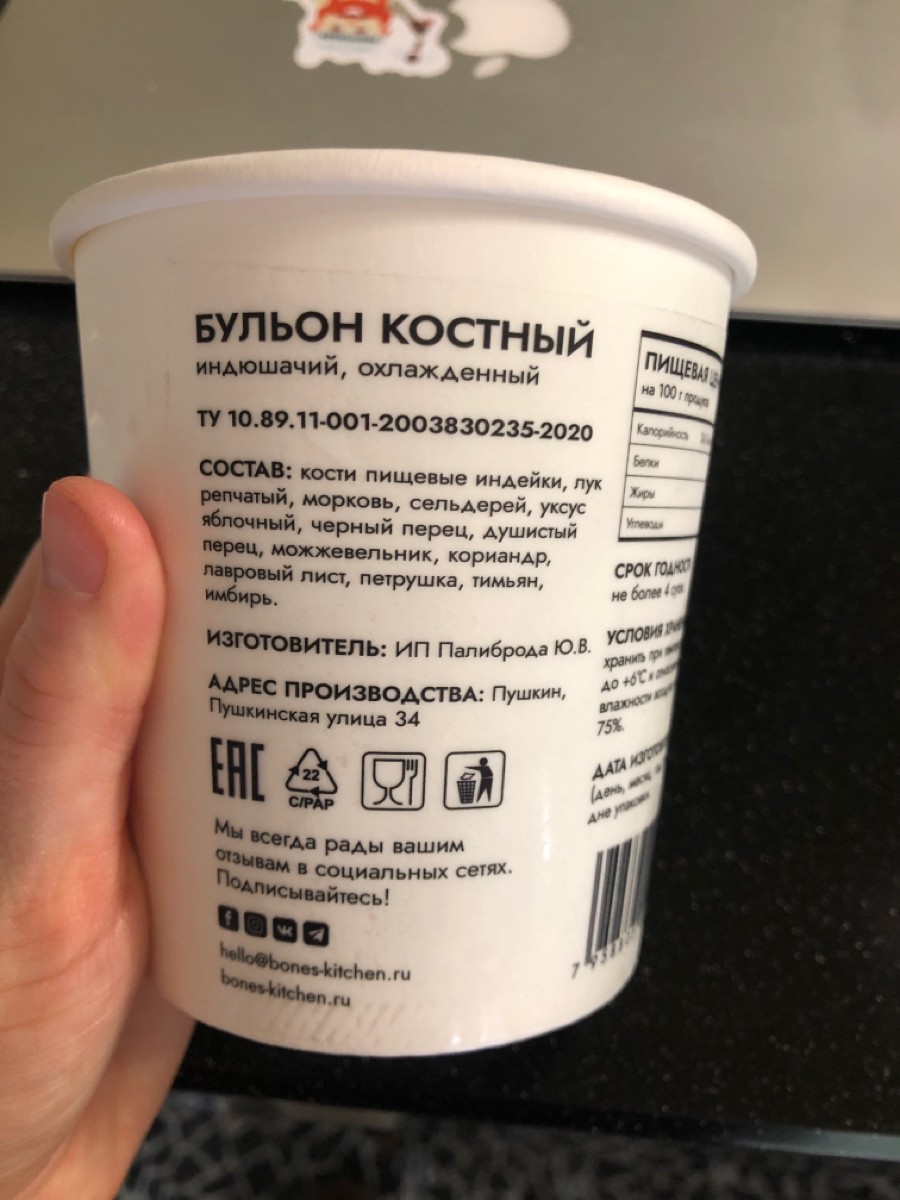 БУЛЬОН КОСТНЫЙ
индюшачий, охлажденный
ТУ 10.89.11-001-2003830235-2020
СОСТАВ: кости пищевые индейки, лук
репчатый, морковь, сельдерей, уксус
яблочный, черный перец, душистый
перец, можжевельник, кориандр,
лавровый лист, петрушка, тимьян,
имбирь.
ИЗГОТОВИТЕЛЬ: ИП Палиброда Ю.В.
АДРЕС ПРОИЗВОДСТВА: Пушкин,
Пушкинская улица 34
ЕАС
22
C/PAP
Мы всегда рады вашим
отзывам в социальных сетях.
Подписывайтесь!
hello@bones-kitchen.ru
bones-kitchen.ru
ПИЩЕВАЯ
на 100 г
Калорийность
Белки
Жиры
Углеводы
СРОК
не более 4
УСЛОВИЯ
хранить при
до +6°С и
влажности
75%.
ДАТА
(день, месяц,
дне упаковки